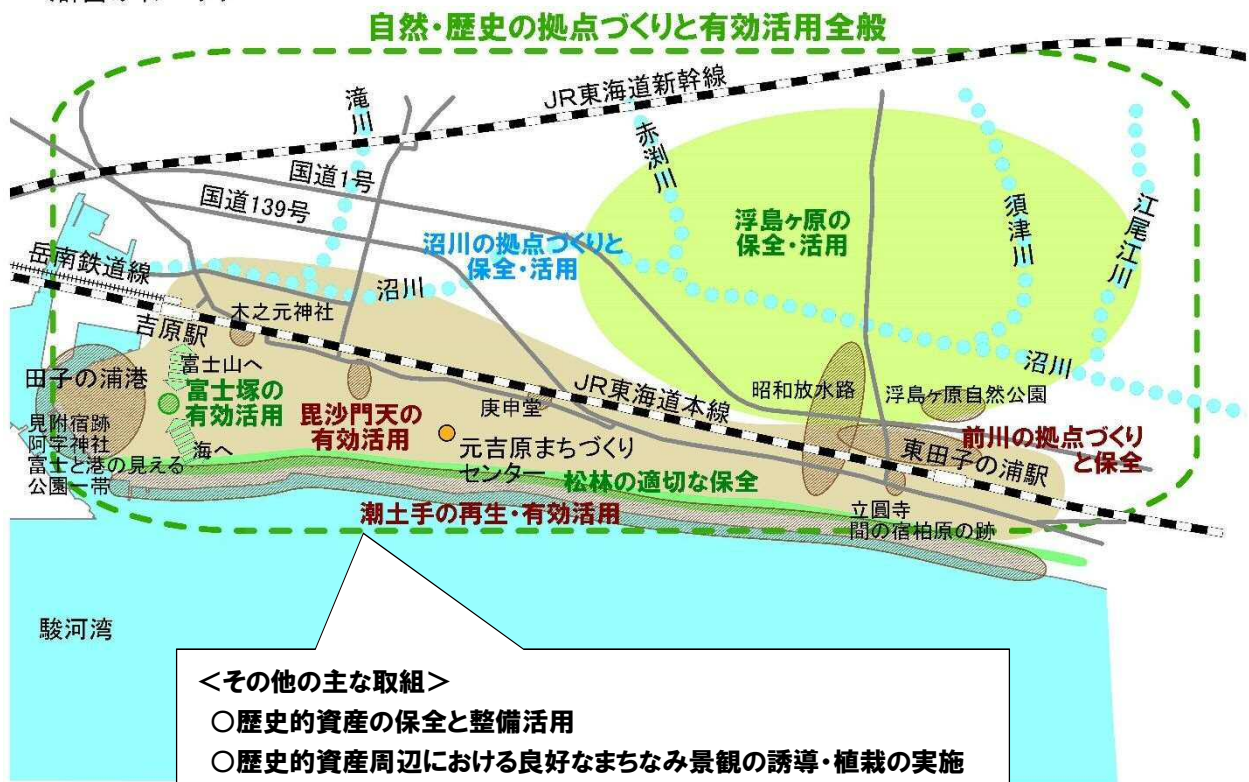 自然・歴史の拠点づくりと有効活用全般
JR東海道新幹線
滝川
赤渕川
国道1号
国道139号
浮島ヶ原の
保全・活用
須津川
江尾江川
沼川の拠点づくりと
保全・活用
岳南鉄道線
沼川
木之元神社
吉原駅
富士山へ
田子の浦港
富士塚の
有効活用
毘沙門天の
有効活用
庚申堂
JR東海道本線
昭和放水路
浮島ヶ原自然公園
沼川
見附宿跡
阿字神社
富士と港の見える
公園一帯
海へ
元吉原まちづくり
センター
前川の拠点づくり
と保全
東田子の浦駅
松林の適切な保全
潮土手の再生・有効活用
立圓寺
間の宿柏原の跡
駿河湾
＜その他の主な取組＞
○歴史的資産の保全と整備活用
○歴史的資産周辺における良好なまちなみ景観の誘導・植栽の実施